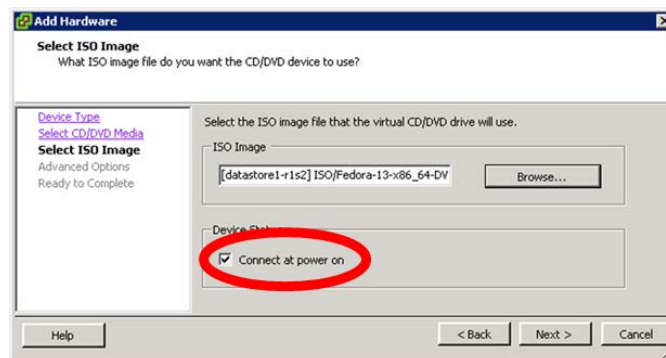 Add Hardware
Select ISO Image
What ISO image file do you want the CD/DVD device to use?
Device Type
Select CD/DVD Media
Select ISO Image
Advanced Options
Ready to Complete
Select the ISO image file that the virtual CD/DVD drive will use.
ISO Image
[datastore1-r1s2] ISO/Fedora-13-x86_64-DV
Browse...
Device Status
Connect at power on
Help
< Back
Next >
Cancel